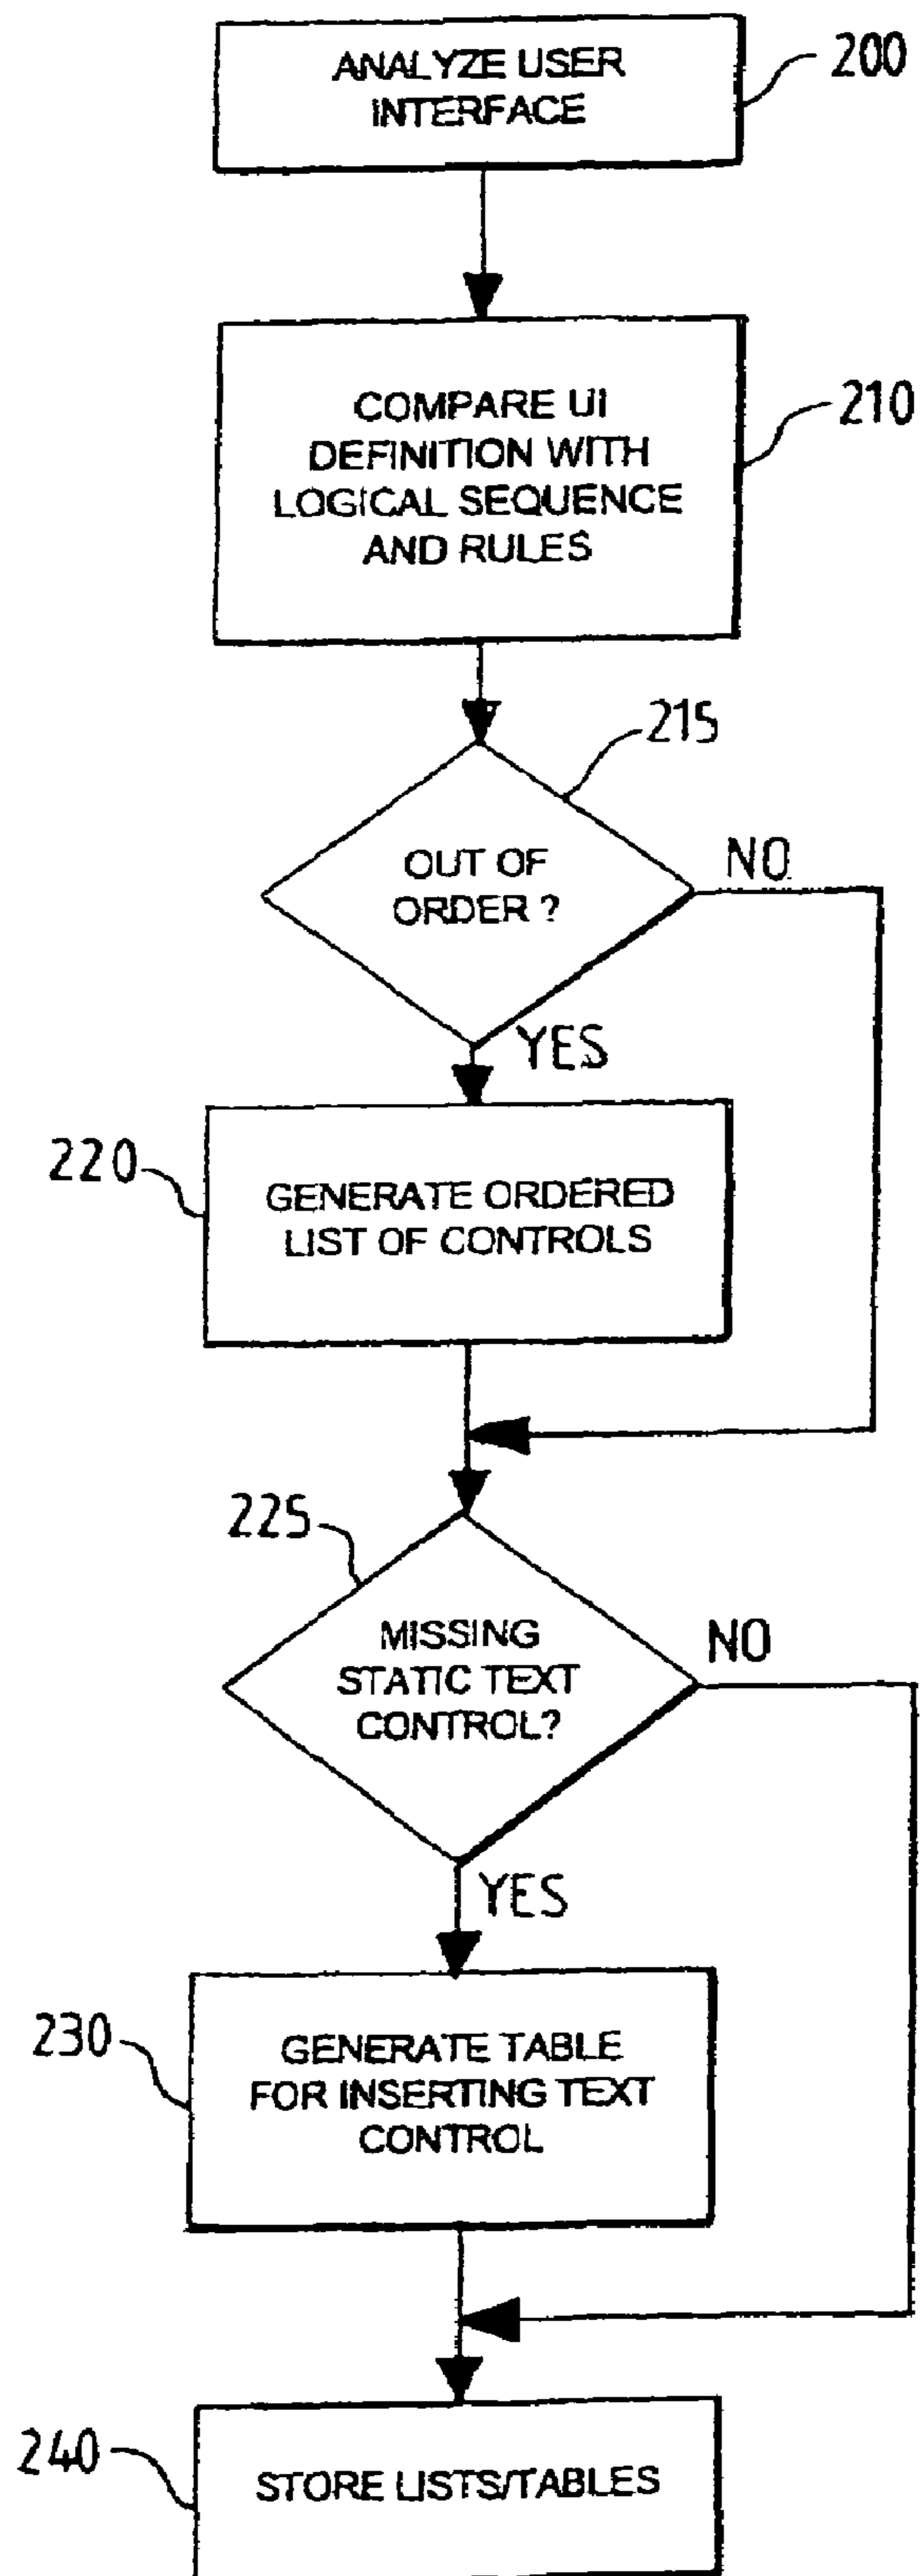 ANALYZE USER
INTERFACE
200
COMPARE UI
DEFINITION WITH
LOGICAL SEQUENCE
AND RULES
210
215
OUT OF
ORDER ?
NO
YES
220
GENERATE ORDERED
LIST OF CONTROLS
225
MISSING
STATIC TEXT
CONTROL?
NO
YES
230
GENERATE TABLE
FOR INSERTING TEXT
CONTROL
240
STORE LISTS/TABLES